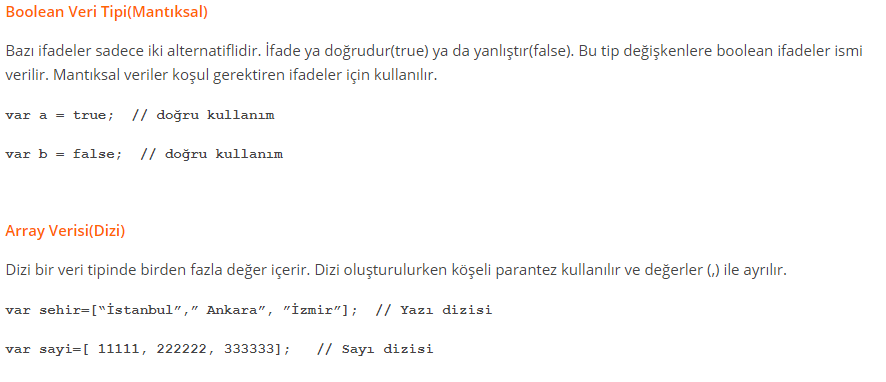 Boolean Veri Tipi(Mantıksal)
Bazı ifadeler sadece iki alternatiflidir. İfade ya doğrudur(true) ya da yanlıştır(false). Bu tip değişkenlere boolean ifadeler ismi
verilir. Mantıksal veriler koşul gerektiren ifadeler için kullanılır.
var a = true;  // doğru kullanım
var b = false;  // doğru kullanım
Array Verisi(Dizi)
Dizi bir veri tipinde birden fazla değer içerir. Dizi oluşturulurken köşeli parantez kullanılır ve değerler (,) ile ayrılır.
var sehir=[“İstanbul”,” Ankara”, ”İzmir”];  // Yazı dizisi
var sayi=[ 11111, 222222, 333333];   // Sayı dizisi